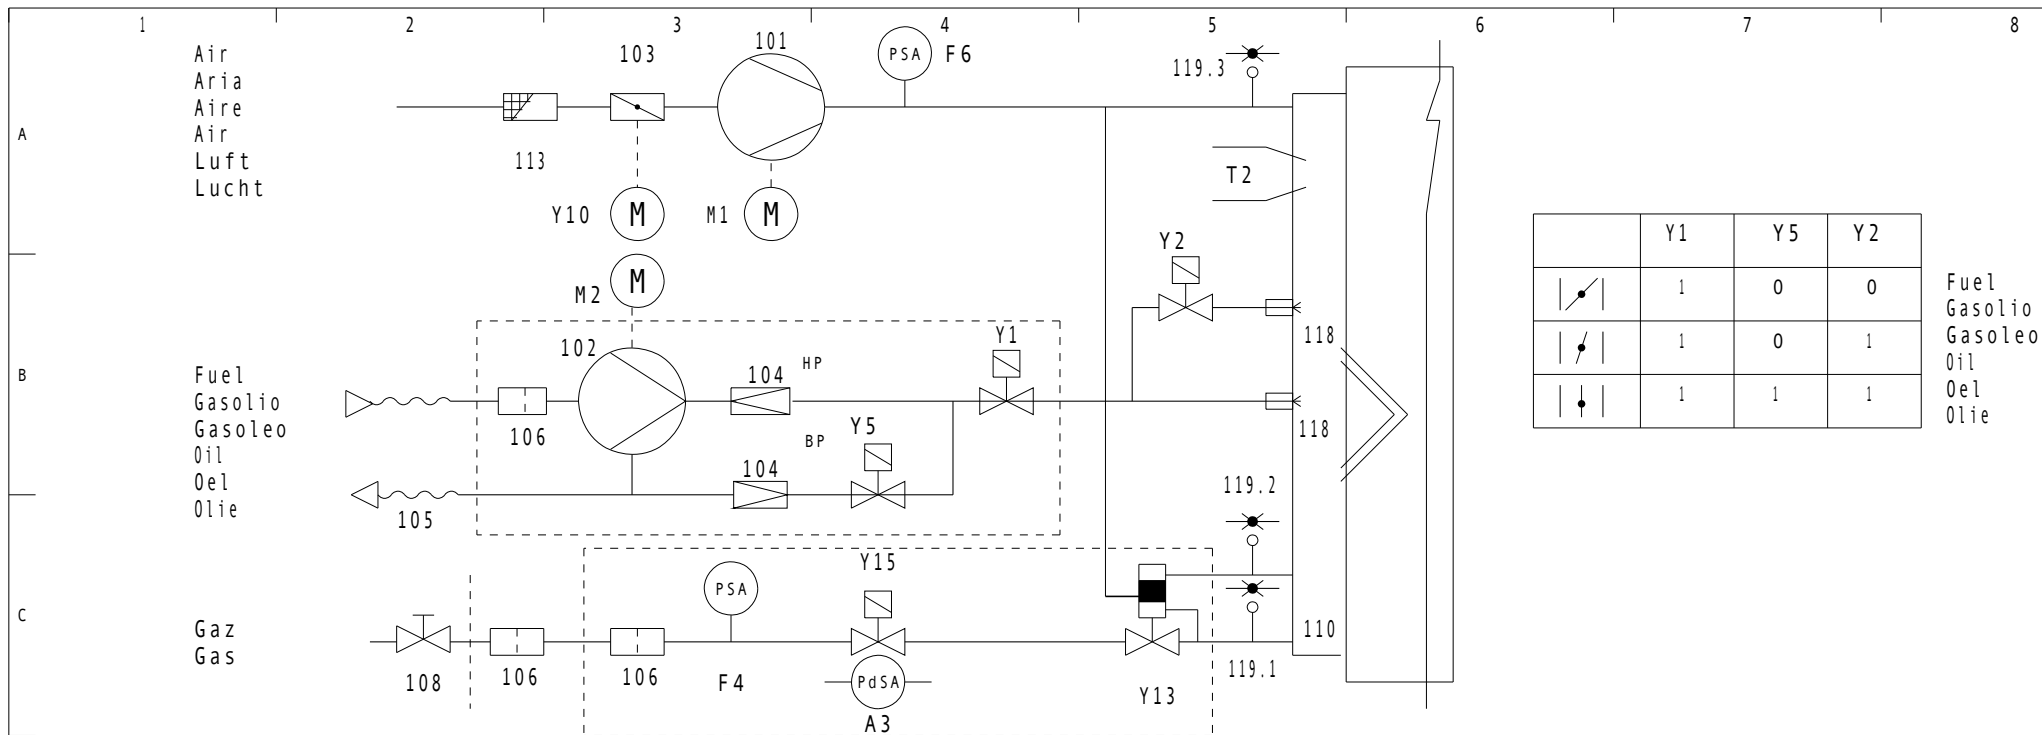 1 2 3 4 5 6 7 8
A
B
C
Air
Aria
Aire
Air
Luft
Lucht
113
103
101
PSA F6
119.3
Y10 M
M1 M
T2
M2 M
Y2
118
Fuel
Gasolio
Gasoleo
Oil
Oel
Olie
102
106
104 HP
Y1
118
104 BP
Y5
105
119.2
Gaz
Gas
108
106
106
PSA
F4
Y15
PdSA
A3
Y13
119.1
110
Y1 Y5 Y2
1 0 0
1 0 1
1 1 1
Fuel
Gasolio
Gasoleo
Oil
Oel
Olie